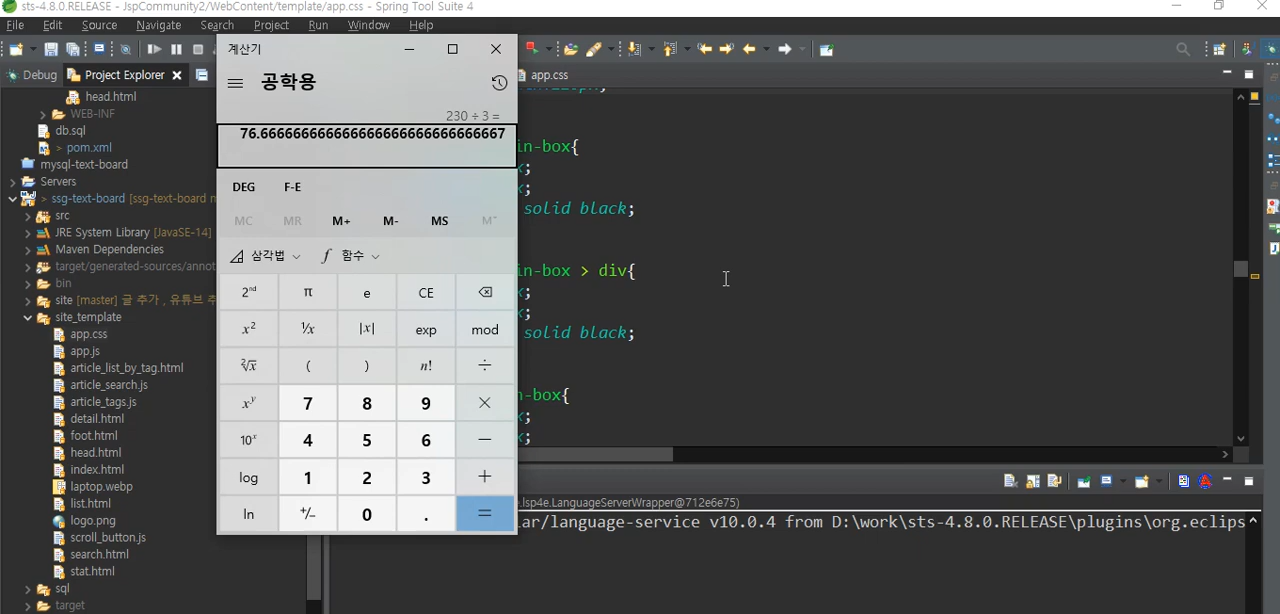 sts-4.8.0.RELEASE - JspCommunity2/WebContent/template/app.css - Spring Tool Suite 4
File Edit Source Navigate Search Project Run Window Help
Debug Project Explorer
head.html
WEB-INF
db.sql
> pom.xml
mysql-text-board
Servers
> ssg-text-board [ssg-text-board m
src
JRE System Library [JavaSE-14]
Maven Dependencies
target/generated-sources/annot
bin
site [master] 글 추가 , 유튜브 추
site_template
app.css
app.js
article_list_by_tag.html
article_search.js
article_tags.js
detail.html
foot.html
head.html
index.html
laptop.webp
list.html
logo.png
scroll_button.js
search.html
stat.html
sql
target
계산기
공학용
230 ÷ 3 =
76.666666666666666666666666666667
DEG F-E
MC MR M+ M- MS M˅
삼각법 f 함수
2nd π e CE
x² ¹/x |x| exp mod
²√x ( ) n! ÷
xʸ 7 8 9 ×
10ˣ 4 5 6 −
log 1 2 3 +
ln +/− 0 . =
app.css
in-box{
;
;
solid black;
in-box > div{
;
;
solid black;
n-box{
;
;
e.lsp4e.LanguageServerWrapper@712e6e75)
ar/language-service v10.0.4 from D:\work\sts-4.8.0.RELEASE\plugins\org.eclips